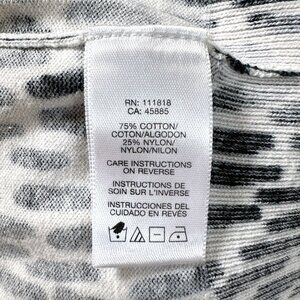 RN: 111818
CA: 45885
75% COTTON/
COTON/ALGODON
25% NYLON/
NYLON/NILON
CARE INSTRUCTIONS
ON REVERSE
INSTRUCTIONS DE
SOIN SUR L'ENVERS
INSTRUCCIONES DEL
CUIDADO EN REVÉS